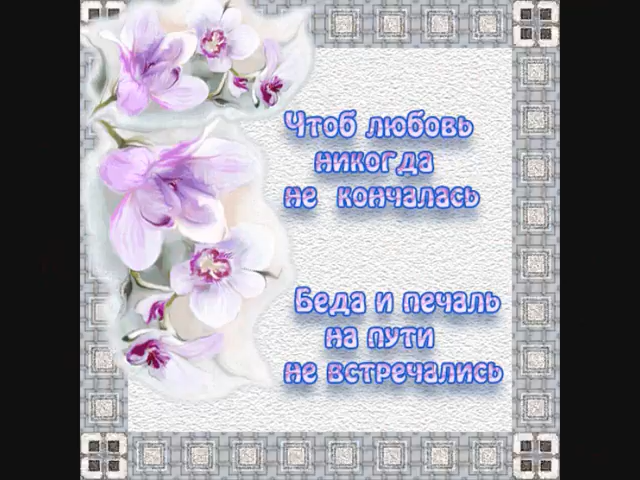 Чтоб любовь
никогда
не кончалась
Беда и печаль
на пути
не встречались